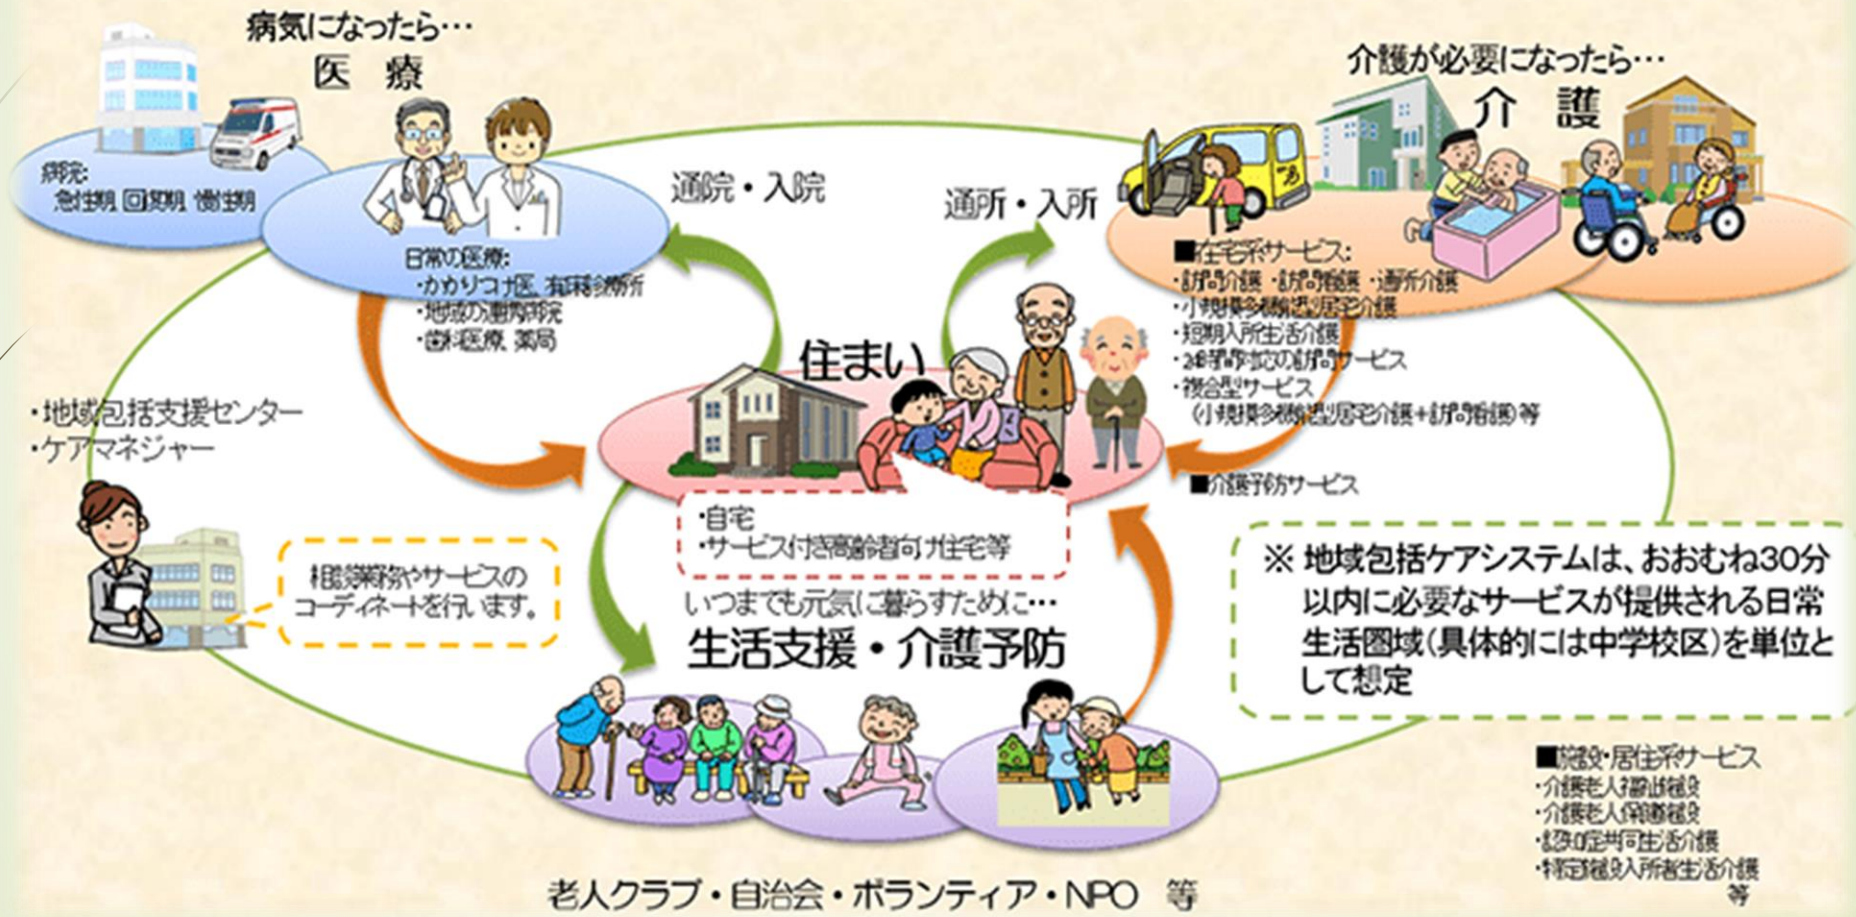 病気になったら…
医 療
病院:
急性期 回復期 慢性期
日常の医療:
・かかりつけ医、有床診療所
・地域の連携病院
・歯科医療、薬局
通院・入院
通所・入所
介護が必要になったら…
介 護
■在宅系サービス:
・訪問介護 ・訪問看護 ・通所介護
・小規模多機能型居宅介護
・短期入所生活介護
・24時間対応の訪問サービス
・複合型サービス
(小規模多機能型居宅介護+訪問看護)等
■介護予防サービス
住まい
・自宅
・サービス付き高齢者向け住宅等
・地域包括支援センター
・ケアマネジャー
相談業務やサービスの
コーディネートを行います。
いつまでも元気に暮らすために…
生活支援・介護予防
※ 地域包括ケアシステムは、おおむね30分
以内に必要なサービスが提供される日常
生活圏域(具体的には中学校区)を単位と
して想定
■施設・居住系サービス
・介護老人福祉施設
・介護老人保健施設
・認知症共同生活介護
・特定施設入所者生活介護
等
老人クラブ・自治会・ボランティア・NPO 等